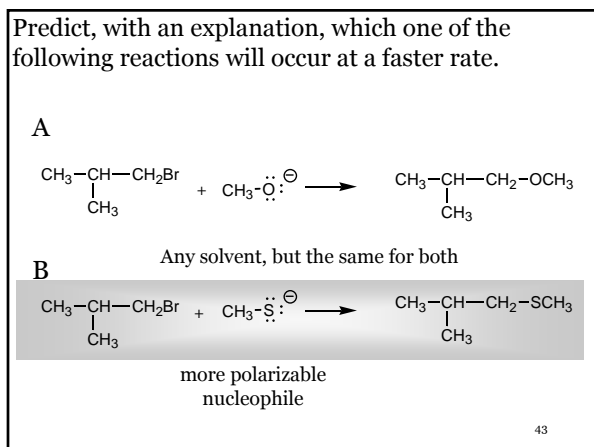 Predict, with an explanation, which one of the
following reactions will occur at a faster rate.
A
CH₃-CH-CH₂Br + CH₃-O:⊖ → CH₃-CH-CH₂-OCH₃
CH₃ CH₃
Any solvent, but the same for both
B
CH₃-CH-CH₂Br + CH₃-S:⊖ → CH₃-CH-CH₂-SCH₃
CH₃ CH₃
more polarizable
nucleophile
43